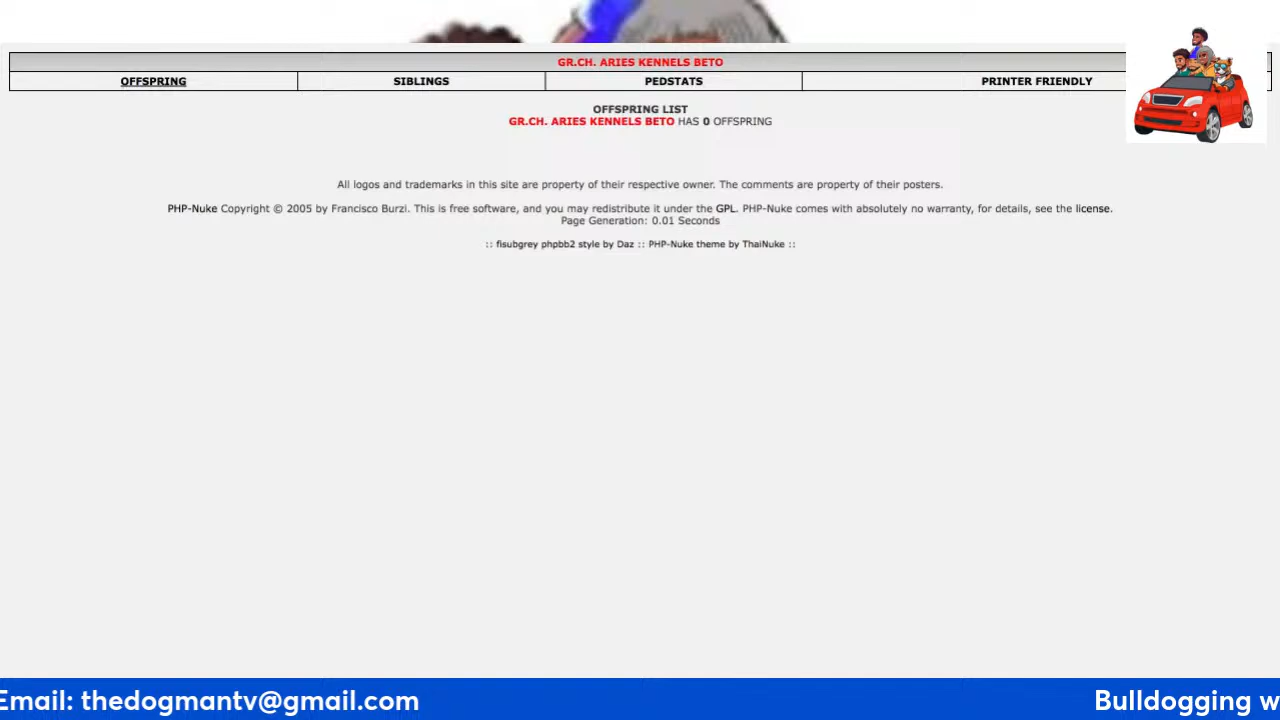 GR.CH. ARIES KENNELS BETO
OFFSPRING SIBLINGS PEDSTATS PRINTER FRIENDLY
OFFSPRING LIST
GR.CH. ARIES KENNELS BETO HAS 0 OFFSPRING
All logos and trademarks in this site are property of their respective owner. The comments are property of their posters.
PHP-Nuke Copyright © 2005 by Francisco Burzi. This is free software, and you may redistribute it under the GPL. PHP-Nuke comes with absolutely no warranty, for details, see the license.
Page Generation: 0.01 Seconds
:: fisubgrey phpbb2 style by Daz :: PHP-Nuke theme by ThaiNuke ::
Email: thedogmantv@gmail.com Bulldogging w